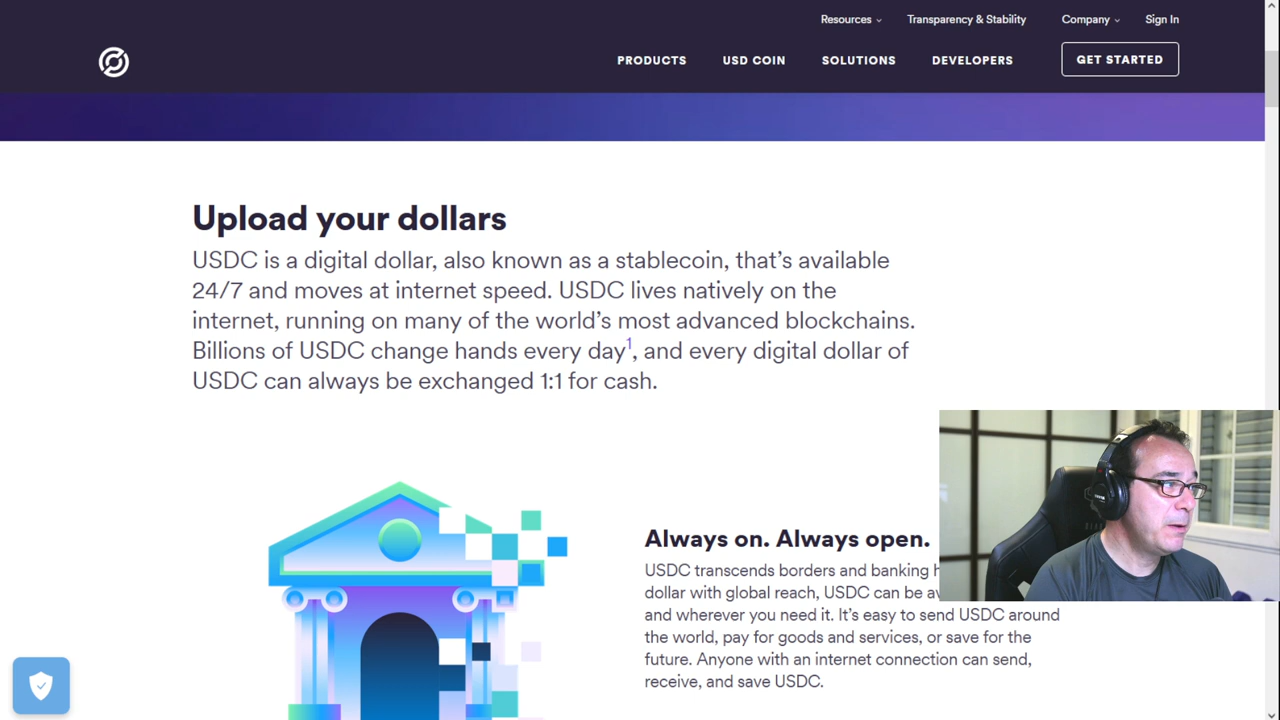 Resources
Transparency & Stability
Company
Sign In
PRODUCTS
USD COIN
SOLUTIONS
DEVELOPERS
GET STARTED
Upload your dollars
USDC is a digital dollar, also known as a stablecoin, that's available
24/7 and moves at internet speed. USDC lives natively on the
internet, running on many of the world's most advanced blockchains.
Billions of USDC change hands every day¹, and every digital dollar of
USDC can always be exchanged 1:1 for cash.
Always on. Always open.
USDC transcends borders and banking
dollar with global reach, USDC can be
and wherever you need it. It's easy to send USDC around
the world, pay for goods and services, or save for the
future. Anyone with an internet connection can send,
receive, and save USDC.